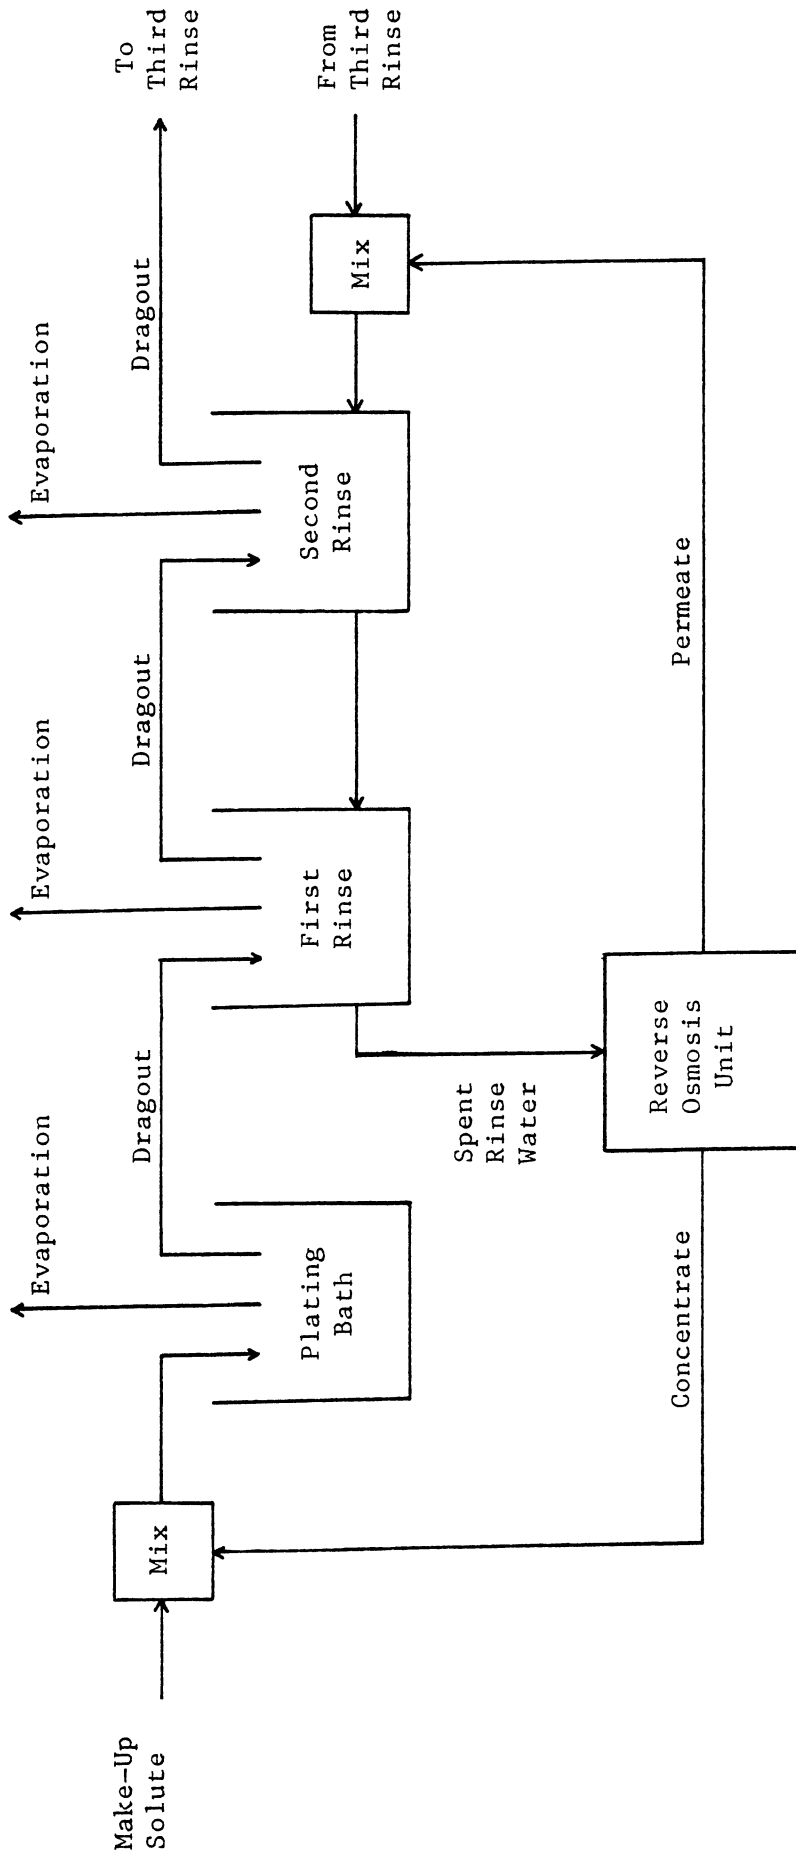 Make-Up
Solute
Mix
Evaporation
Plating
Bath
Dragout
Evaporation
First
Rinse
Dragout
Evaporation
Second
Rinse
Dragout
To
Third
Rinse
From
Third
Rinse
Mix
Spent
Rinse
Water
Concentrate
Reverse
Osmosis
Unit
Permeate